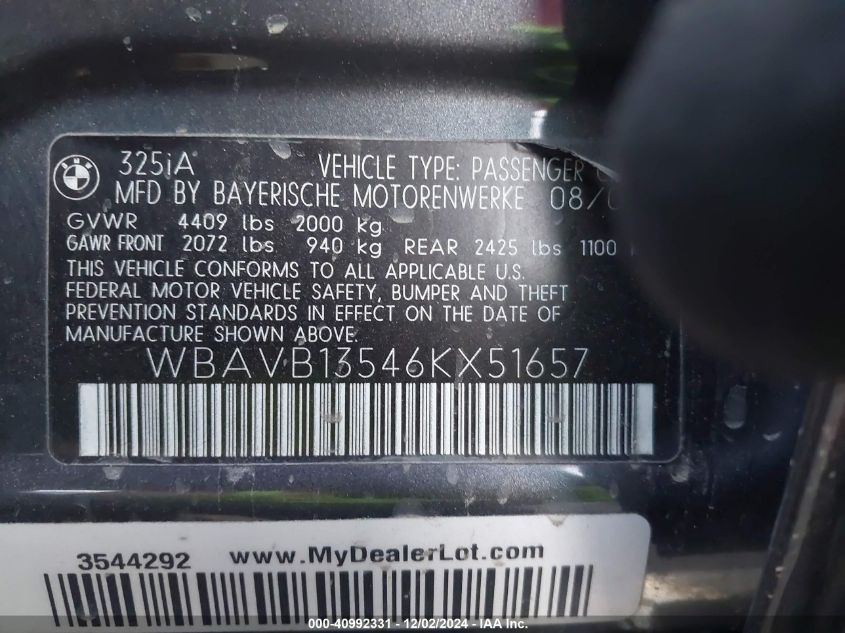 BMW
325iA
VEHICLE TYPE: PASSENGER
MFD BY BAYERISCHE MOTORENWERKE 08/
GVWR 4409 lbs 2000 kg
GAWR FRONT 2072 lbs 940 kg REAR 2425 lbs 1100
THIS VEHICLE CONFORMS TO ALL APPLICABLE U.S.
FEDERAL MOTOR VEHICLE SAFETY, BUMPER AND THEFT
PREVENTION STANDARDS IN EFFECT ON THE DATE OF
MANUFACTURE SHOWN ABOVE.
WBAVB13546KX51657
3544292 www.MyDealerLot.com
000-40992331 - 12/02/2024 - IAA Inc.